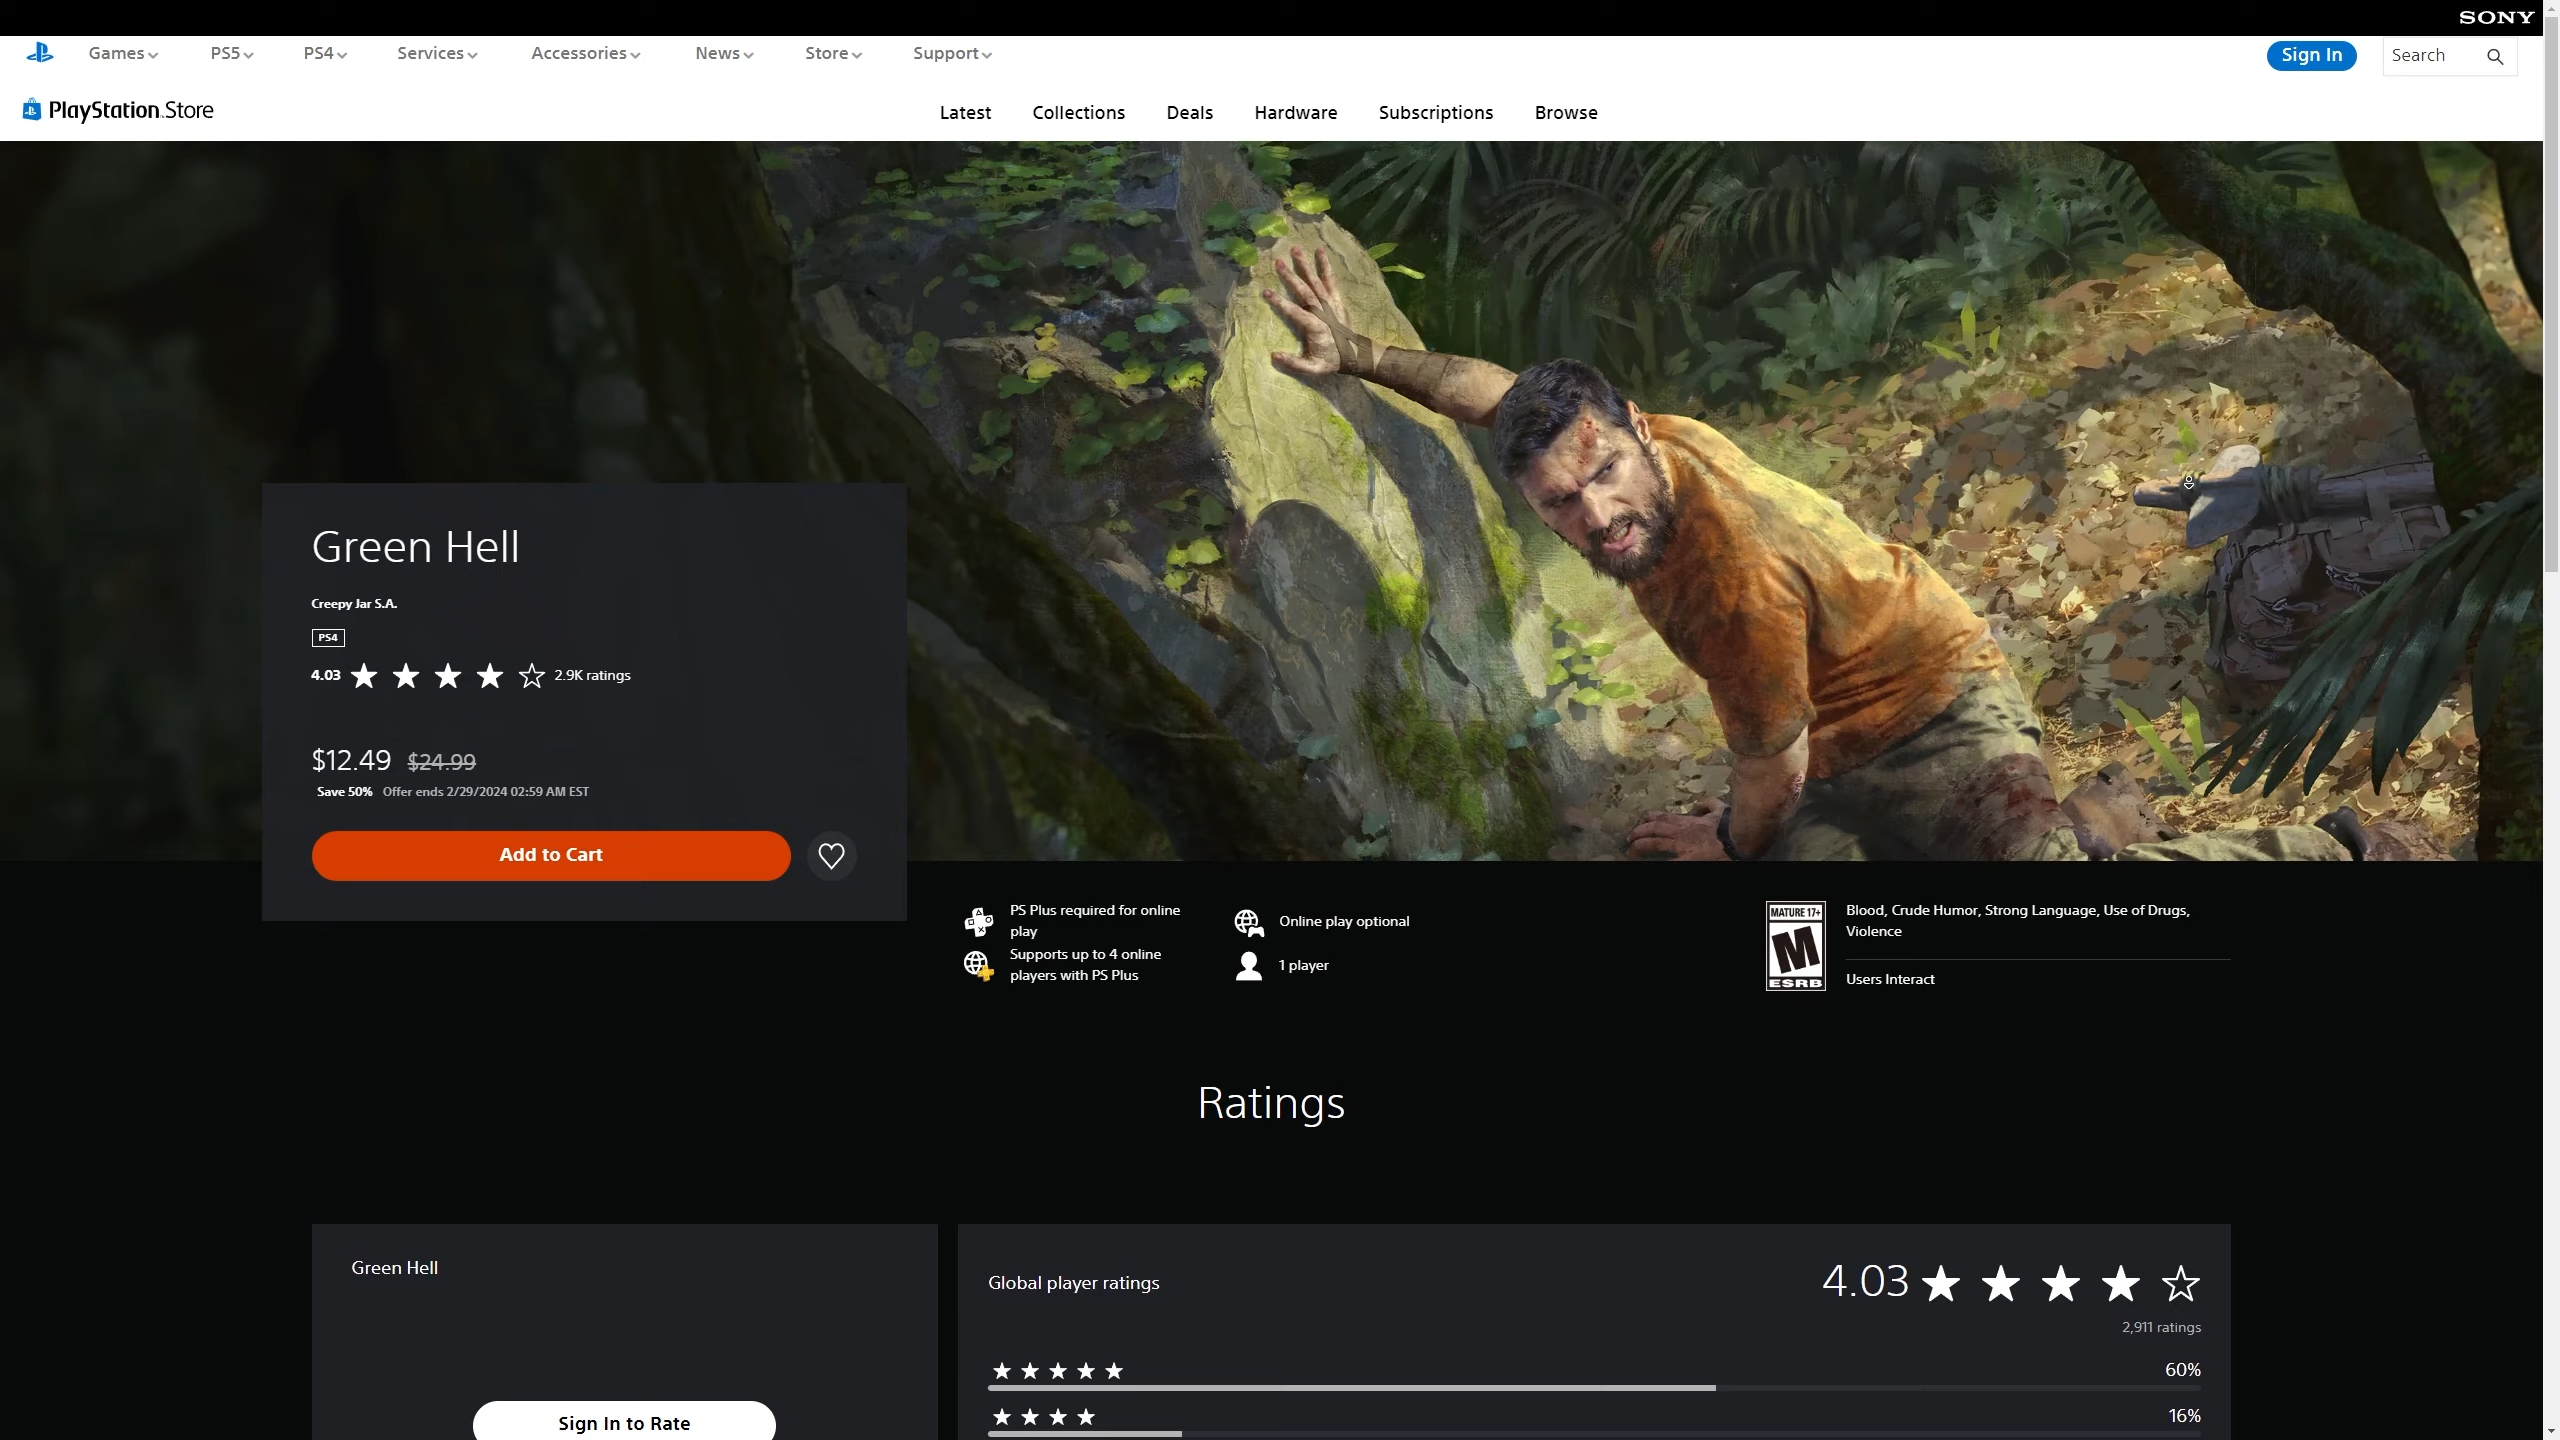 SONY
Games
PS5
PS4
Services
Accessories
News
Store
Support
Sign In
Search
PlayStation Store
Latest
Collections
Deals
Hardware
Subscriptions
Browse
Green Hell
Creepy Jar S.A.
PS4
4.03
2.9K ratings
$12.49 $24.99
Save 50% Offer ends 2/29/2024 02:59 AM EST
Add to Cart
PS Plus required for online
play
Supports up to 4 online
players with PS Plus
Online play optional
1 player
MATURE 17+
M
ESRB
Blood, Crude Humor, Strong Language, Use of Drugs,
Violence
Users Interact
Ratings
Green Hell
Sign In to Rate
Global player ratings
4.03
2,911 ratings
60%
16%